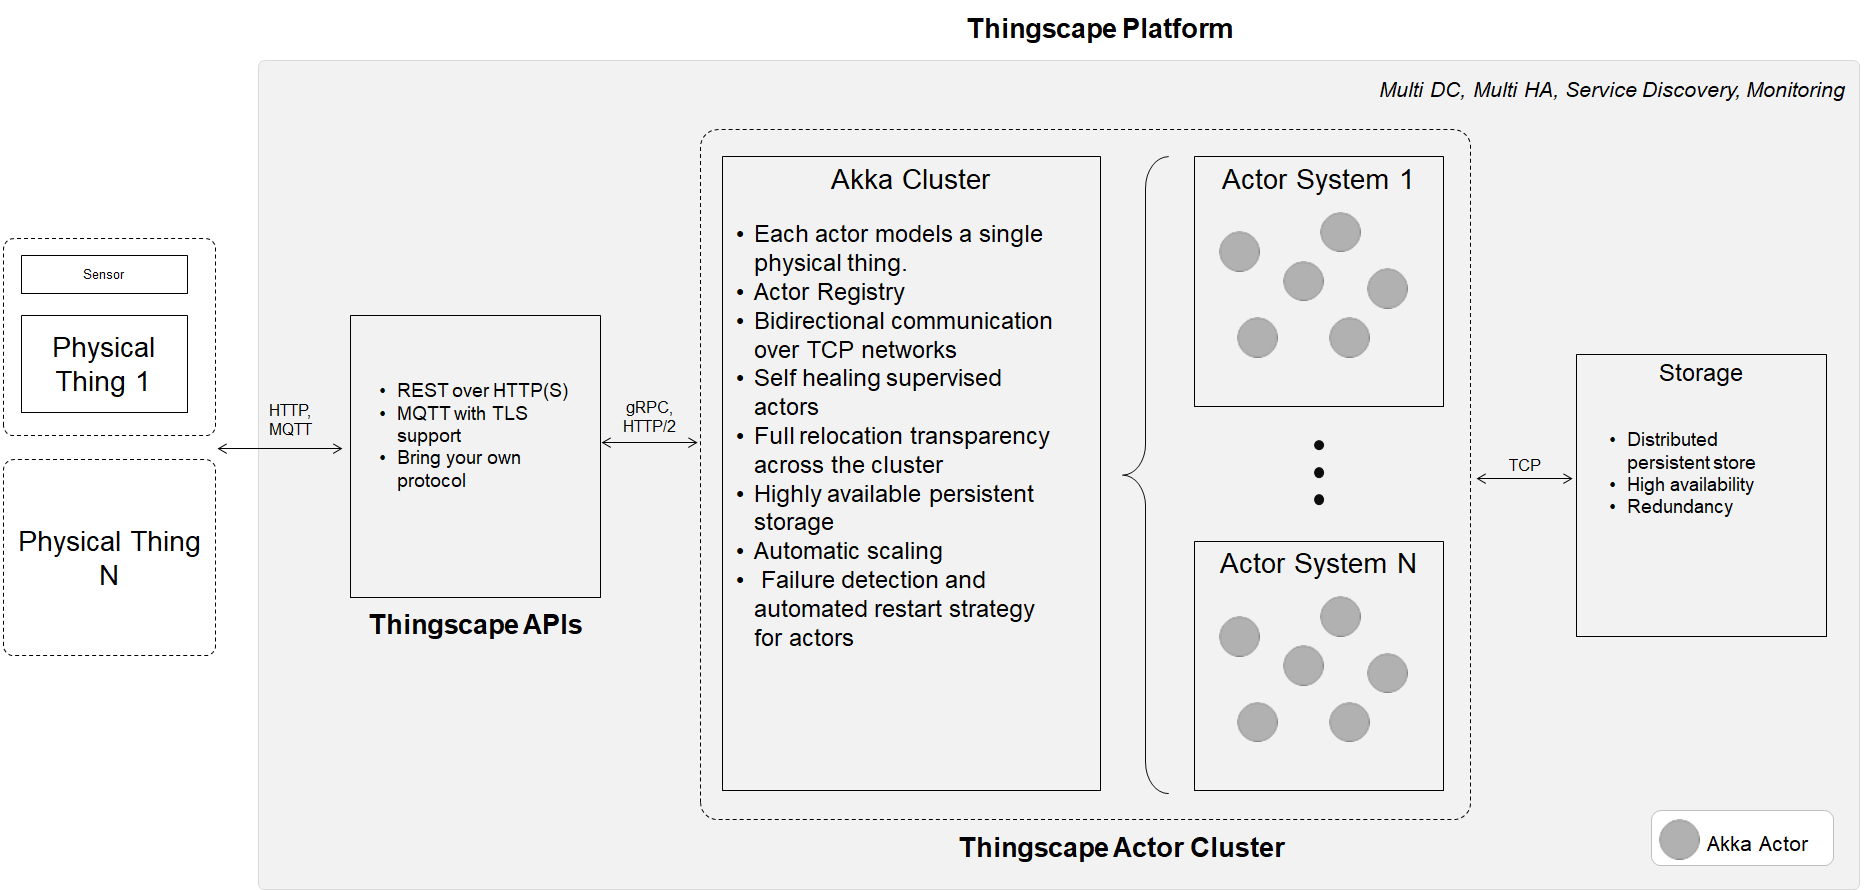 Thingscape Platform
Multi DC, Multi HA, Service Discovery, Monitoring
Sensor
Physical
Thing 1
Physical Thing
N
HTTP,
MQTT
• REST over HTTP(S)
• MQTT with TLS
support
• Bring your own
protocol
Thingscape APIs
gRPC,
HTTP/2
Akka Cluster
• Each actor models a single
physical thing.
• Actor Registry
• Bidirectional communication
over TCP networks
• Self healing supervised
actors
• Full relocation transparency
across the cluster
• Highly available persistent
storage
• Automatic scaling
• Failure detection and
automated restart strategy
for actors
Actor System 1
Actor System N
Thingscape Actor Cluster
TCP
Storage
• Distributed
persistent store
• High availability
• Redundancy
Akka Actor